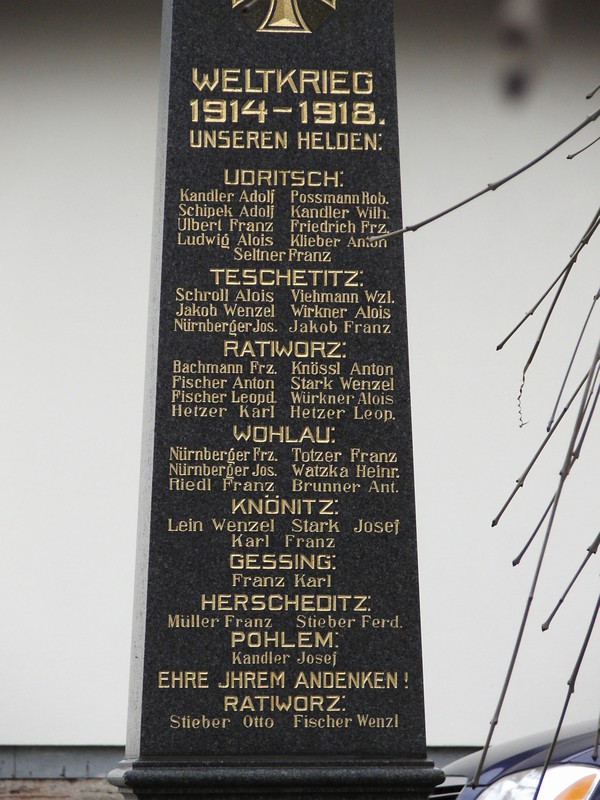 WELTKRIEG
1914-1918.
UNSEREN HELDEN:
UDRITSCH:
Kandler Adolf Possmann Rob.
Schipek Adolf Kandler Wilh.
Ulbert Franz Friedrich Frz.
Ludwig Alois Klieber Anton
Seltner Franz
TESCHETITZ:
Schroll Alois Viehmann Wzl.
Jakob Wenzel Wirkner Alois
Nürnberger Jos. Jakob Franz
RATIWORZ:
Bachmann Frz. Knössl Anton
Fischer Anton Stark Wenzel
Fischer Leopd. Würkner Alois
Hetzer Karl Hetzer Leop.
WOHLAU:
Nürnberger Frz. Totzer Franz
Nürnberger Jos. Watzka Heinr.
Riedl Franz Brunner Ant.
KNÖNITZ:
Lein Wenzel Stark Josef
Karl Franz
GESSING:
Franz Karl
HERSCHEDITZ:
Müller Franz Stieber Ferd.
POHLEM:
Kandler Josef
EHRE JHREM ANDENKEN!
RATIWORZ:
Stieber Otto Fischer Wenzl